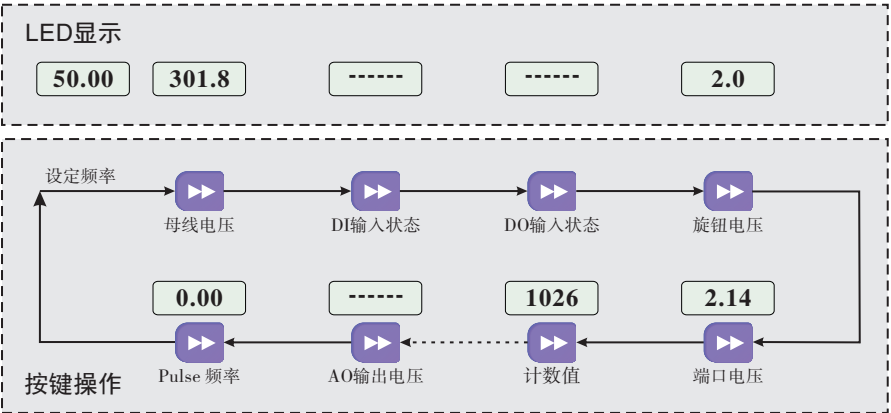 LED显示
50.00 301.8 ------ ------ 2.0
设定频率
母线电压 DI输入状态 DO输入状态 旋钮电压
0.00 ------ 1026 2.14
Pulse 频率 AO输出电压 计数值 端口电压
按键操作